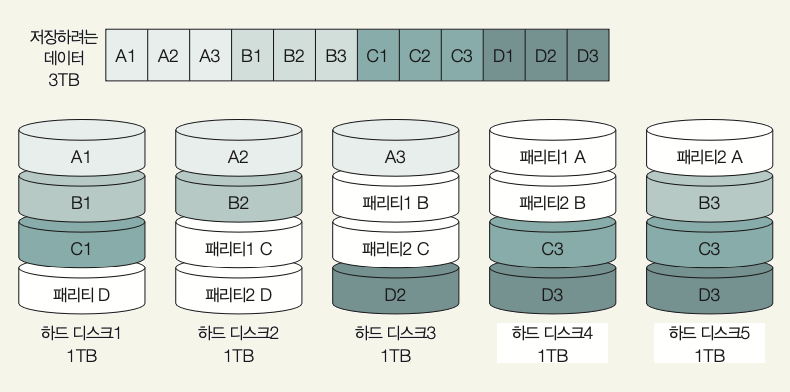 저장하려는
데이터
3TB
A1 A2 A3 B1 B2 B3 C1 C2 C3 D1 D2 D3
A1 A2 A3 패리티1 A 패리티2 A
B1 B2 패리티1 B 패리티2 B B3
C1 패리티1 C 패리티2 C C3 C3
패리티 D 패리티2 D D2 D3 D3
하드 디스크1 하드 디스크2 하드 디스크3 하드 디스크4 하드 디스크5
1TB 1TB 1TB 1TB 1TB